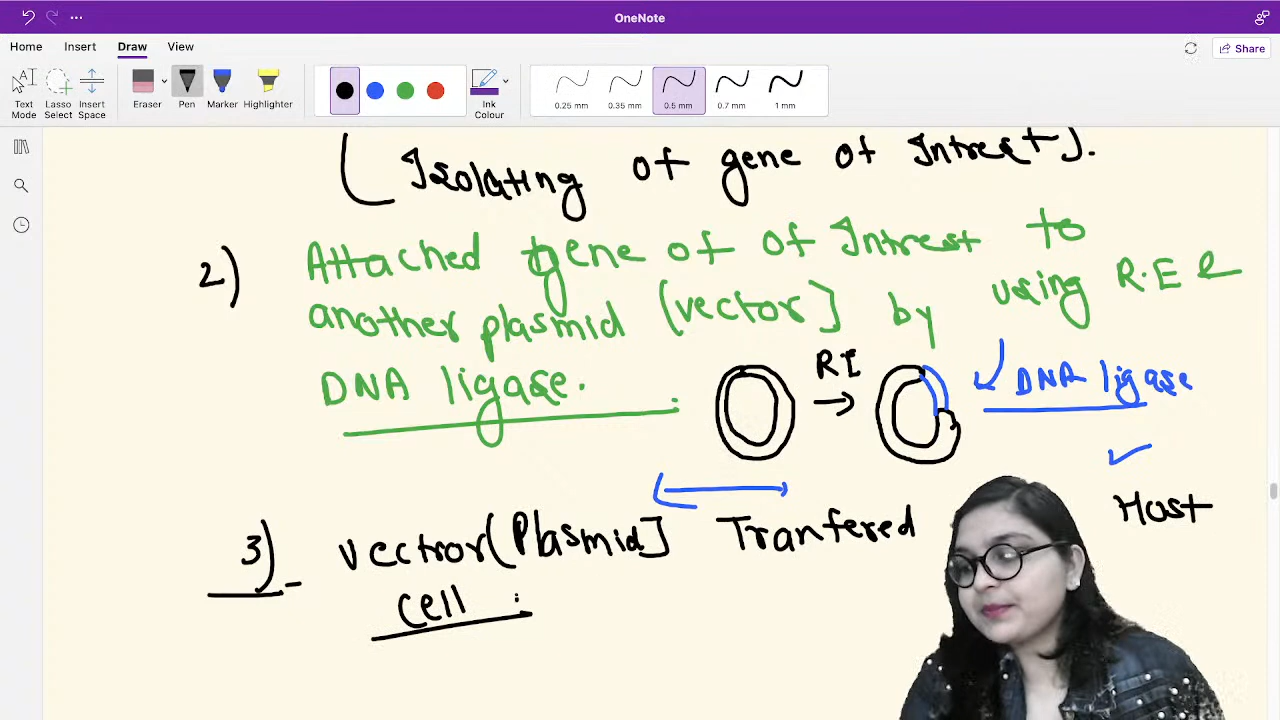 OneNote
Home Insert Draw View
Share
Text Mode
Lasso Select
Insert Space
Eraser
Pen
Marker
Highlighter
Ink Colour
0.25 mm
0.35 mm
0.5 mm
0.7 mm
1 mm
( Isolating of gene of Intrest).
2) Attached gene of of Intrest to
another plasmid (vector) by using R.E &
DNA ligase.
RE
DNA ligase
3) - vectror(Plasmid) Tranfered
Host
cell :